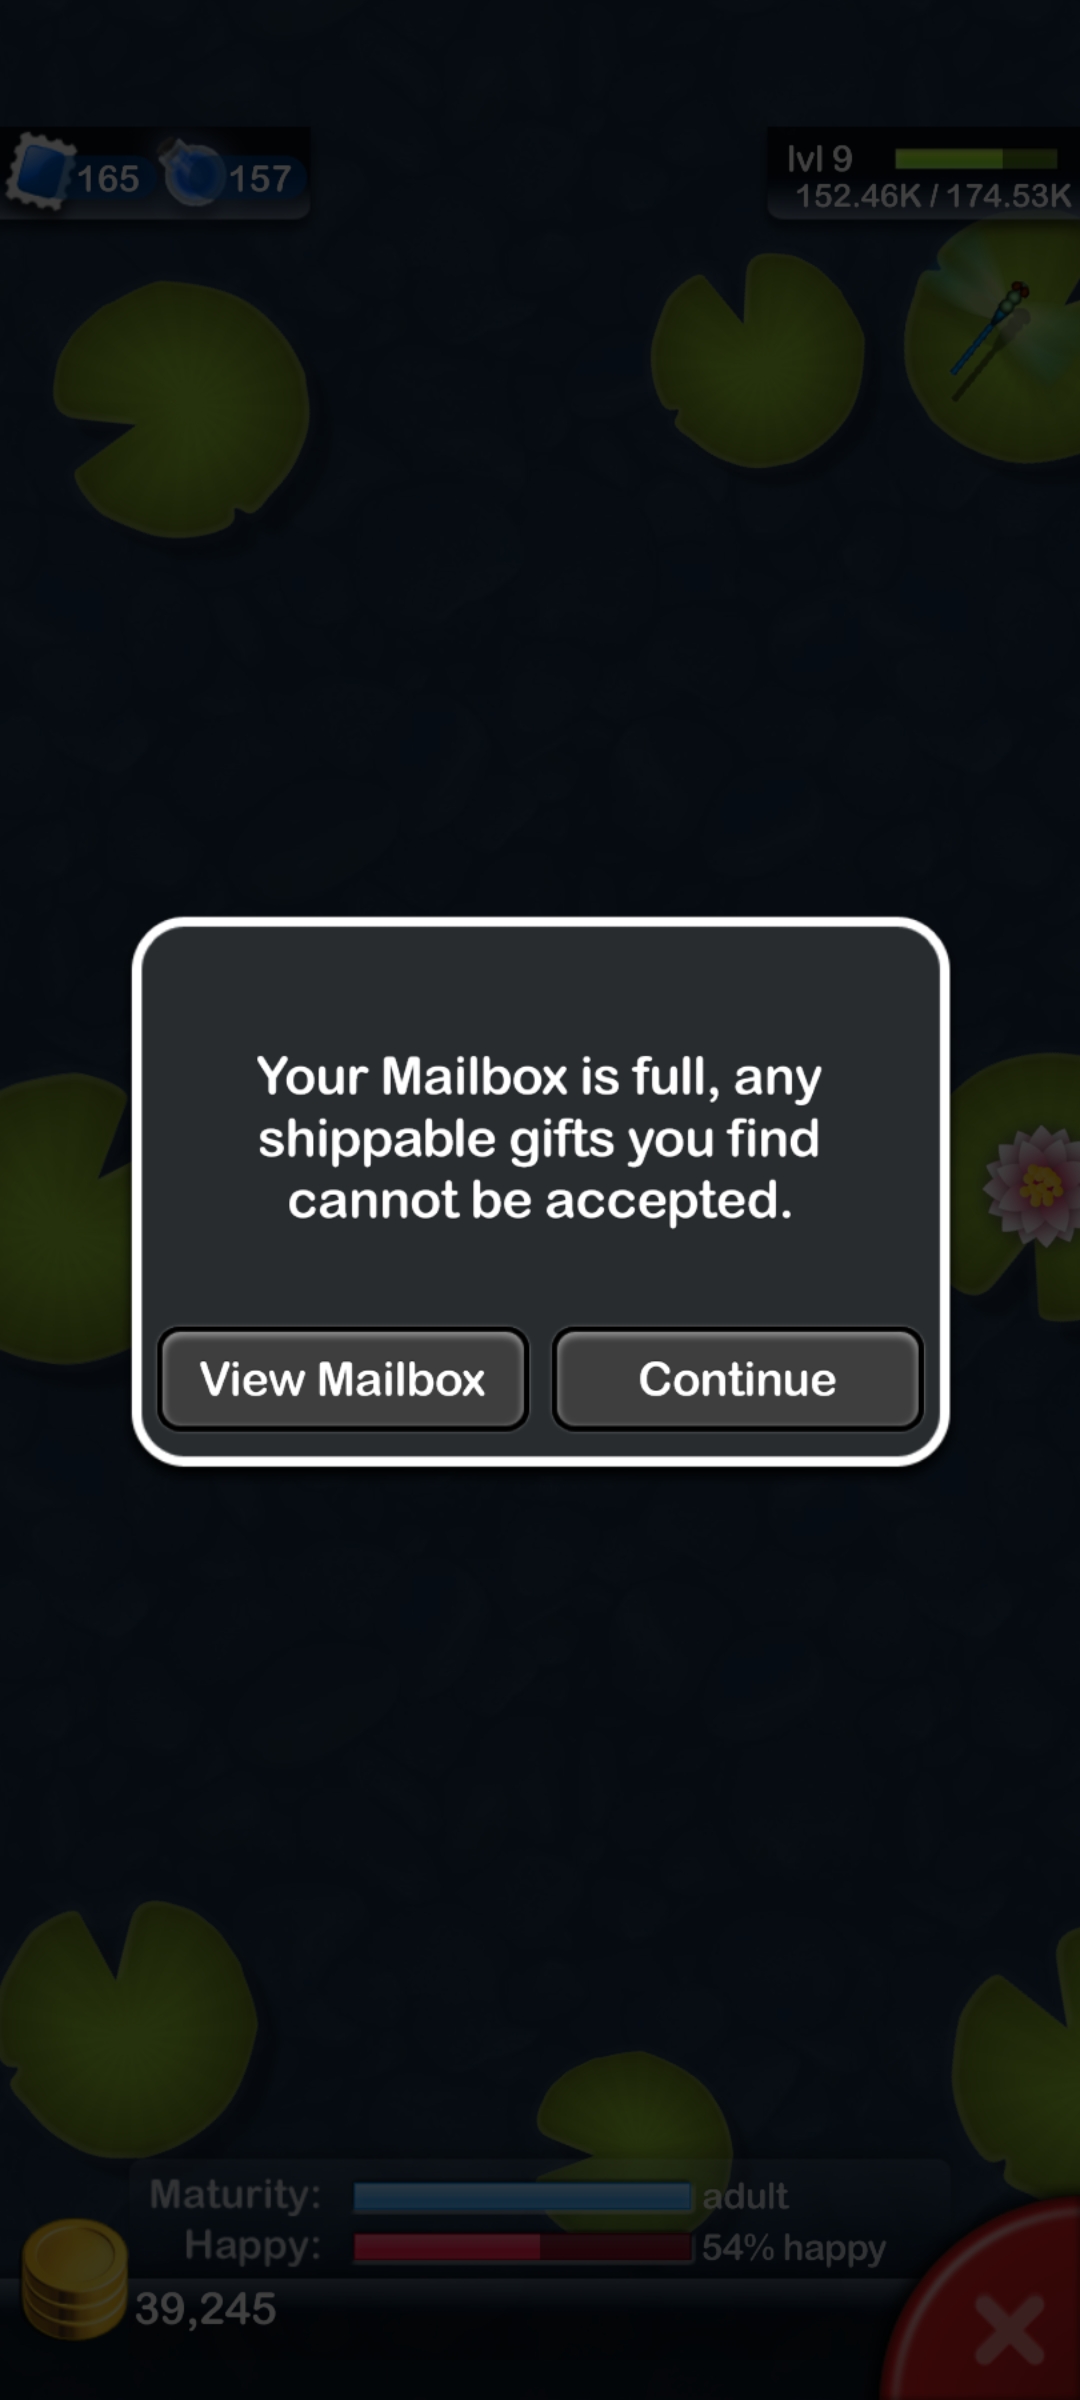 165 157
lvl 9
152.46K / 174.53K
Your Mailbox is full, any
shippable gifts you find
cannot be accepted.
View Mailbox Continue
Maturity: adult
Happy: 54% happy
39,245